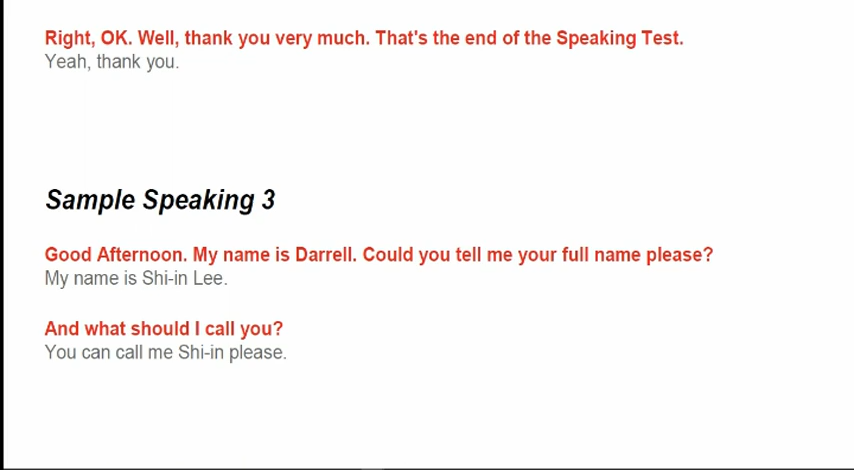 Right, OK. Well, thank you very much. That's the end of the Speaking Test.
Yeah, thank you.
Sample Speaking 3
Good Afternoon. My name is Darrell. Could you tell me your full name please?
My name is Shi-in Lee.
And what should I call you?
You can call me Shi-in please.